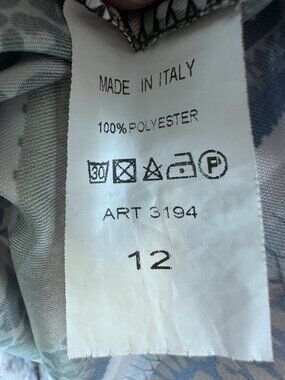 MADE IN ITALY
100% POLYESTER
30 P
ART 3194
12